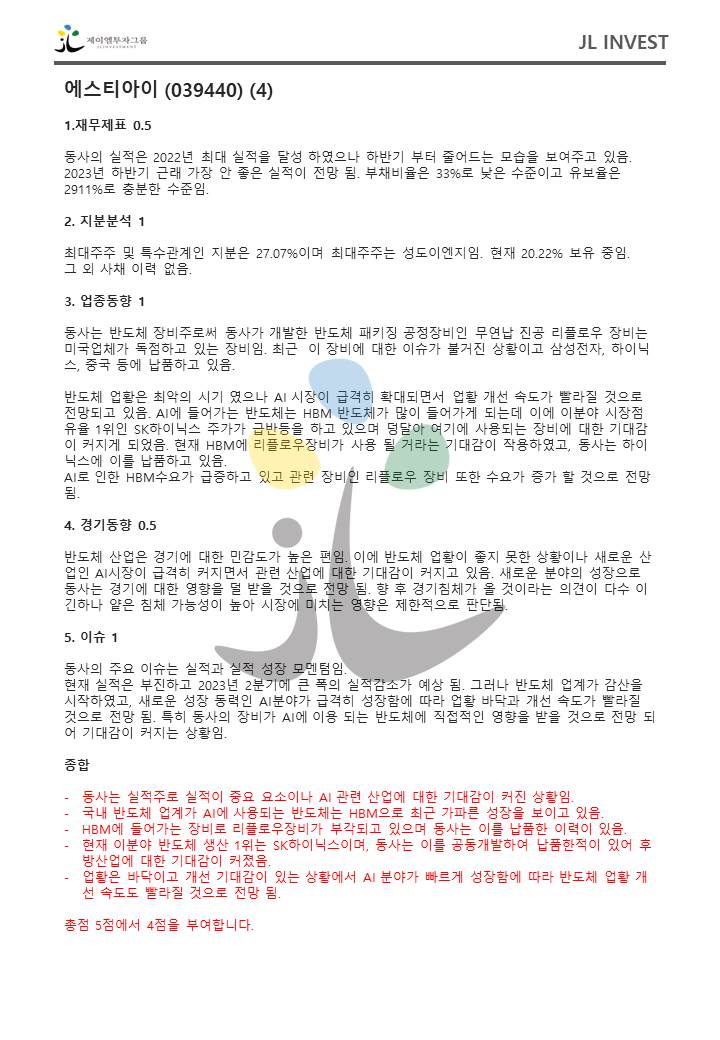 제이엘투자그룹
JL INVESTMENT
JL INVEST
에스티아이 (039440) (4)
1.재무제표 0.5
동사의 실적은 2022년 최대 실적을 달성 하였으나 하반기 부터 줄어드는 모습을 보여주고 있음.
2023년 하반기 근래 가장 안 좋은 실적이 전망 됨. 부채비율은 33%로 낮은 수준이고 유보율은
2911%로 충분한 수준임.
2. 지분분석 1
최대주주 및 특수관계인 지분은 27.07%이며 최대주주는 성도이엔지임. 현재 20.22% 보유 중임.
그 외 사채 이력 없음.
3. 업종동향 1
동사는 반도체 장비주로써 동사가 개발한 반도체 패키징 공정장비인 무연납 진공 리플로우 장비는
미국업체가 독점하고 있는 장비임. 최근 이 장비에 대한 이슈가 불거진 상황이고 삼성전자, 하이닉
스, 중국 등에 납품하고 있음.
반도체 업황은 최악의 시기 였으나 AI 시장이 급격히 확대되면서 업황 개선 속도가 빨라질 것으로
전망되고 있음. AI에 들어가는 반도체는 HBM 반도체가 많이 들어가게 되는데 이에 이분야 시장점
유율 1위인 SK하이닉스 주가가 급반등을 하고 있으며 덩달아 여기에 사용되는 장비에 대한 기대감
이 커지게 되었음. 현재 HBM에 리플로우장비가 사용 될 거라는 기대감이 작용하였고, 동사는 하이
닉스에 이를 납품하고 있음.
AI로 인한 HBM수요가 급증하고 있고 관련 장비인 리플로우 장비 또한 수요가 증가 할 것으로 전망
됨.
4. 경기동향 0.5
반도체 산업은 경기에 대한 민감도가 높은 편임. 이에 반도체 업황이 좋지 못한 상황이나 새로운 산
업인 AI시장이 급격히 커지면서 관련 산업에 대한 기대감이 커지고 있음. 새로운 분야의 성장으로
동사는 경기에 대한 영향을 덜 받을 것으로 전망 됨. 향 후 경기침체가 올 것이라는 의견이 다수 이
긴하나 얕은 침체 가능성이 높아 시장에 미치는 영향은 제한적으로 판단됨.
5. 이슈 1
동사의 주요 이슈는 실적과 실적 성장 모멘텀임.
현재 실적은 부진하고 2023년 2분기에 큰 폭의 실적감소가 예상 됨. 그러나 반도체 업계가 감산을
시작하였고, 새로운 성장 동력인 AI분야가 급격히 성장함에 따라 업황 바닥과 개선 속도가 빨라질
것으로 전망 됨. 특히 동사의 장비가 AI에 이용 되는 반도체에 직접적인 영향을 받을 것으로 전망 되
어 기대감이 커지는 상황임.
종합
- 동사는 실적주로 실적이 중요 요소이나 AI 관련 산업에 대한 기대감이 커진 상황임.
- 국내 반도체 업계가 AI에 사용되는 반도체는 HBM으로 최근 가파른 성장을 보이고 있음.
- HBM에 들어가는 장비로 리플로우장비가 부각되고 있으며 동사는 이를 납품한 이력이 있음.
- 현재 이분야 반도체 생산 1위는 SK하이닉스이며, 동사는 이를 공동개발하여 납품한적이 있어 후
방산업에 대한 기대감이 커졌음.
- 업황은 바닥이고 개선 기대감이 있는 상황에서 AI 분야가 빠르게 성장함에 따라 반도체 업황 개
선 속도도 빨라질 것으로 전망 됨.
총점 5점에서 4점을 부여합니다.